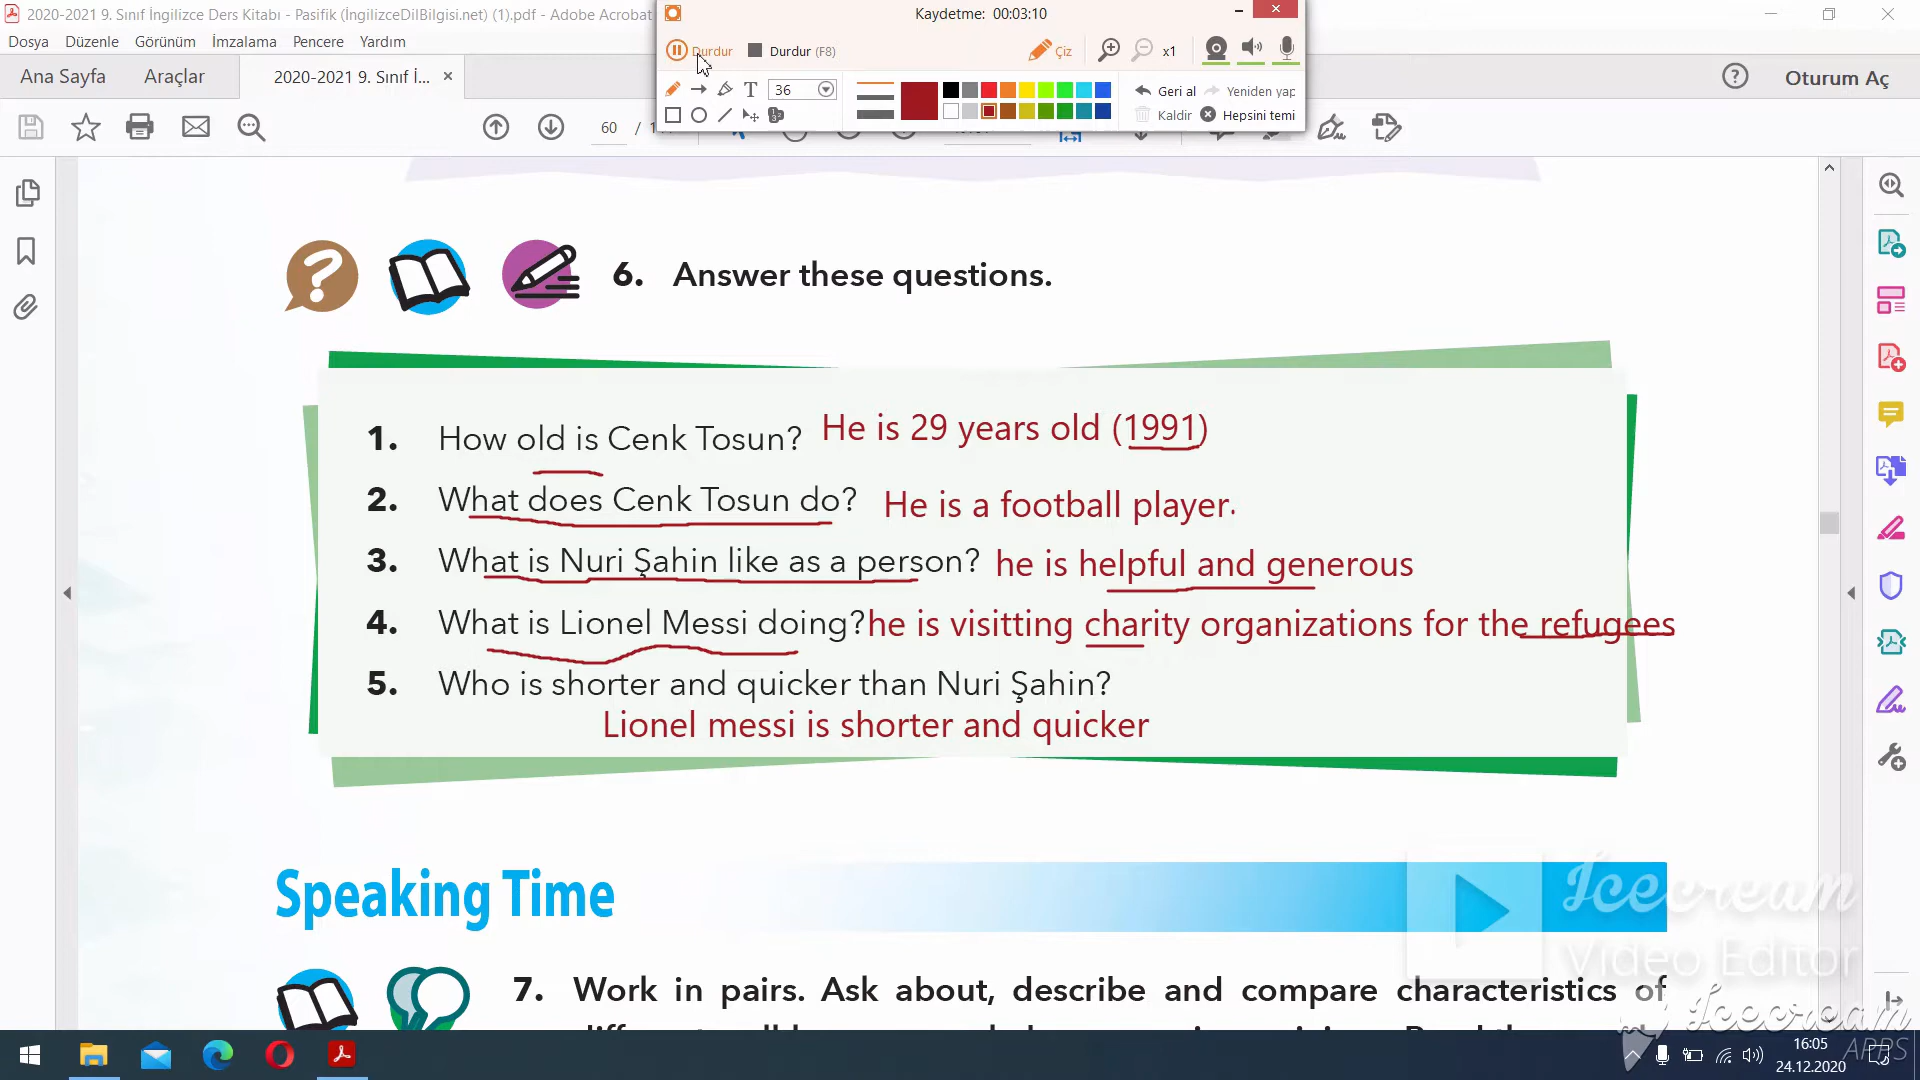 2020-2021 9. Sınıf İngilizce Ders Kitabı - Pasifik (İngilizceDilBilgisi.net) (1).pdf - Adobe Acrobat
Kaydetme: 00:03:10
Dosya Düzenle Görünüm İmzalama Pencere Yardım
Durdur Durdur (F8) Çiz x1
Ana Sayfa Araçlar 2020-2021 9. Sınıf İ... × Oturum Aç
T 36 Geri al Yeniden yap
Kaldır Hepsini temi
60 /
6. Answer these questions.
1. How old is Cenk Tosun? He is 29 years old (1991)
2. What does Cenk Tosun do? He is a football player.
3. What is Nuri Şahin like as a person? he is helpful and generous
4. What is Lionel Messi doing?he is visitting charity organizations for the refugees
5. Who is shorter and quicker than Nuri Şahin?
Lionel messi is shorter and quicker
Speaking Time
Icecream
Video Editor
7. Work in pairs. Ask about, describe and compare characteristics of
Icecream
APPS
16:05
24.12.2020